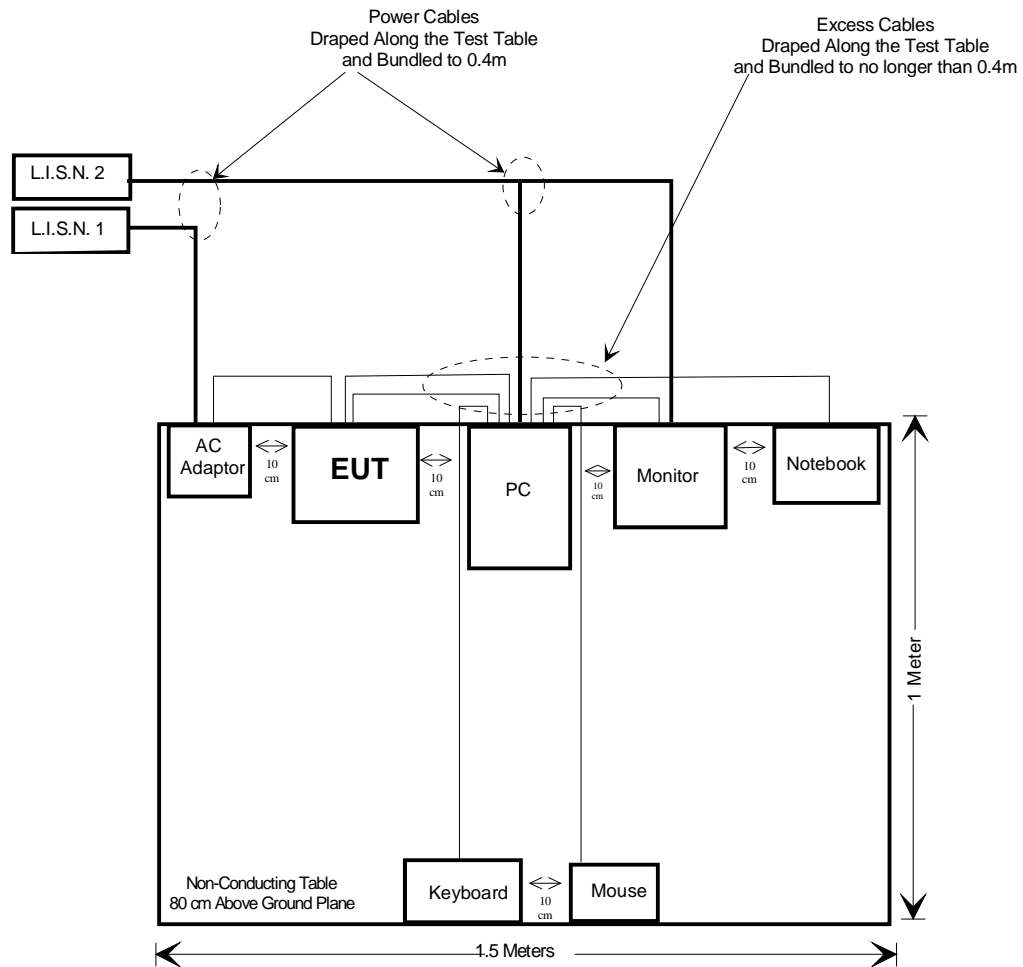 Power Cables
Draped Along the Test Table
and Bundled to 0.4m
Excess Cables
Draped Along the Test Table
and Bundled to no longer than 0.4m
L.I.S.N. 2
L.I.S.N. 1
AC
Adaptor
10
cm
EUT
10
cm
PC
10
cm
Monitor
10
cm
Notebook
1 Meter
Non-Conducting Table
80 cm Above Ground Plane
Keyboard
10
cm
Mouse
1.5 Meters